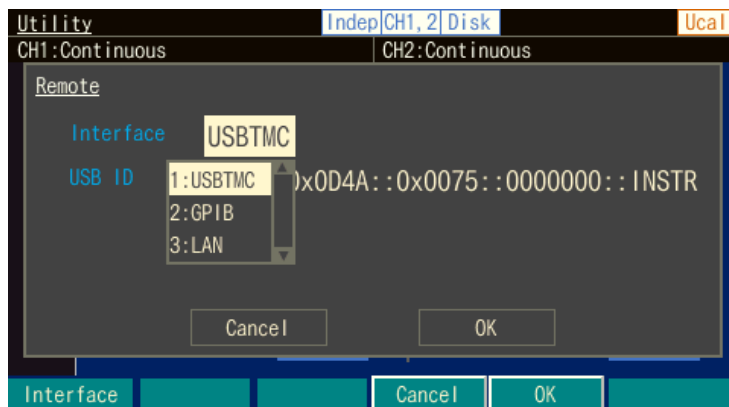 Utility Indep CH1,2 Disk Ucal
CH1:Continuous CH2:Continuous
Remote
Interface USBTMC
USB ID x0D4A::0x0075::0000000::INSTR
1:USBTMC
2:GPIB
3:LAN
Cancel OK
Interface Cancel OK